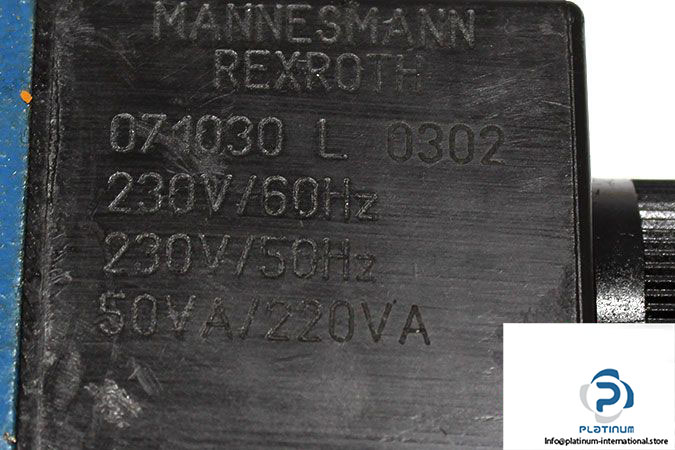 MANNESMANN
REXROTH
071030 L 0302
230V/60Hz
230V/50Hz
50VA/220VA
PLATINUM
Info@platinum-international.store